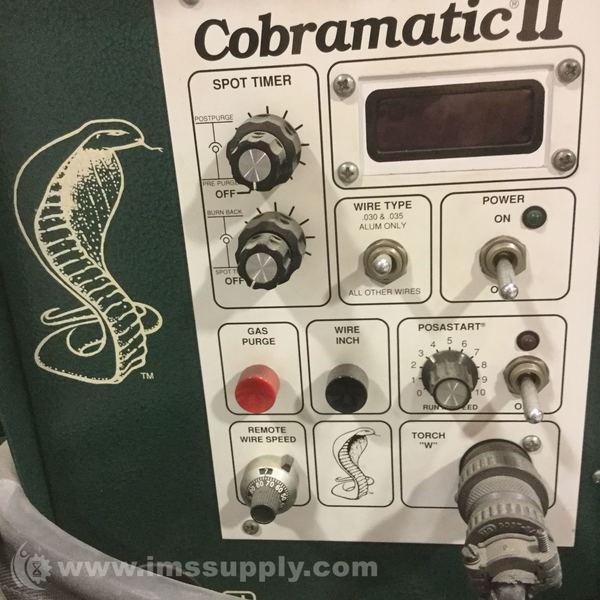 Cobramatic® II
SPOT TIMER
POSTPURGE
PRE PURGE
OFF
BURN BACK
OFF
WIRE TYPE
.030 & .035
ALUM ONLY
ALL OTHER WIRES
POWER
ON
GAS
PURGE
WIRE
INCH
POSASTART®
0 1 2 3 4 5 6 7 8 9 10
REMOTE
WIRE SPEED
TORCH
"W"
TM
www.imssupply.com